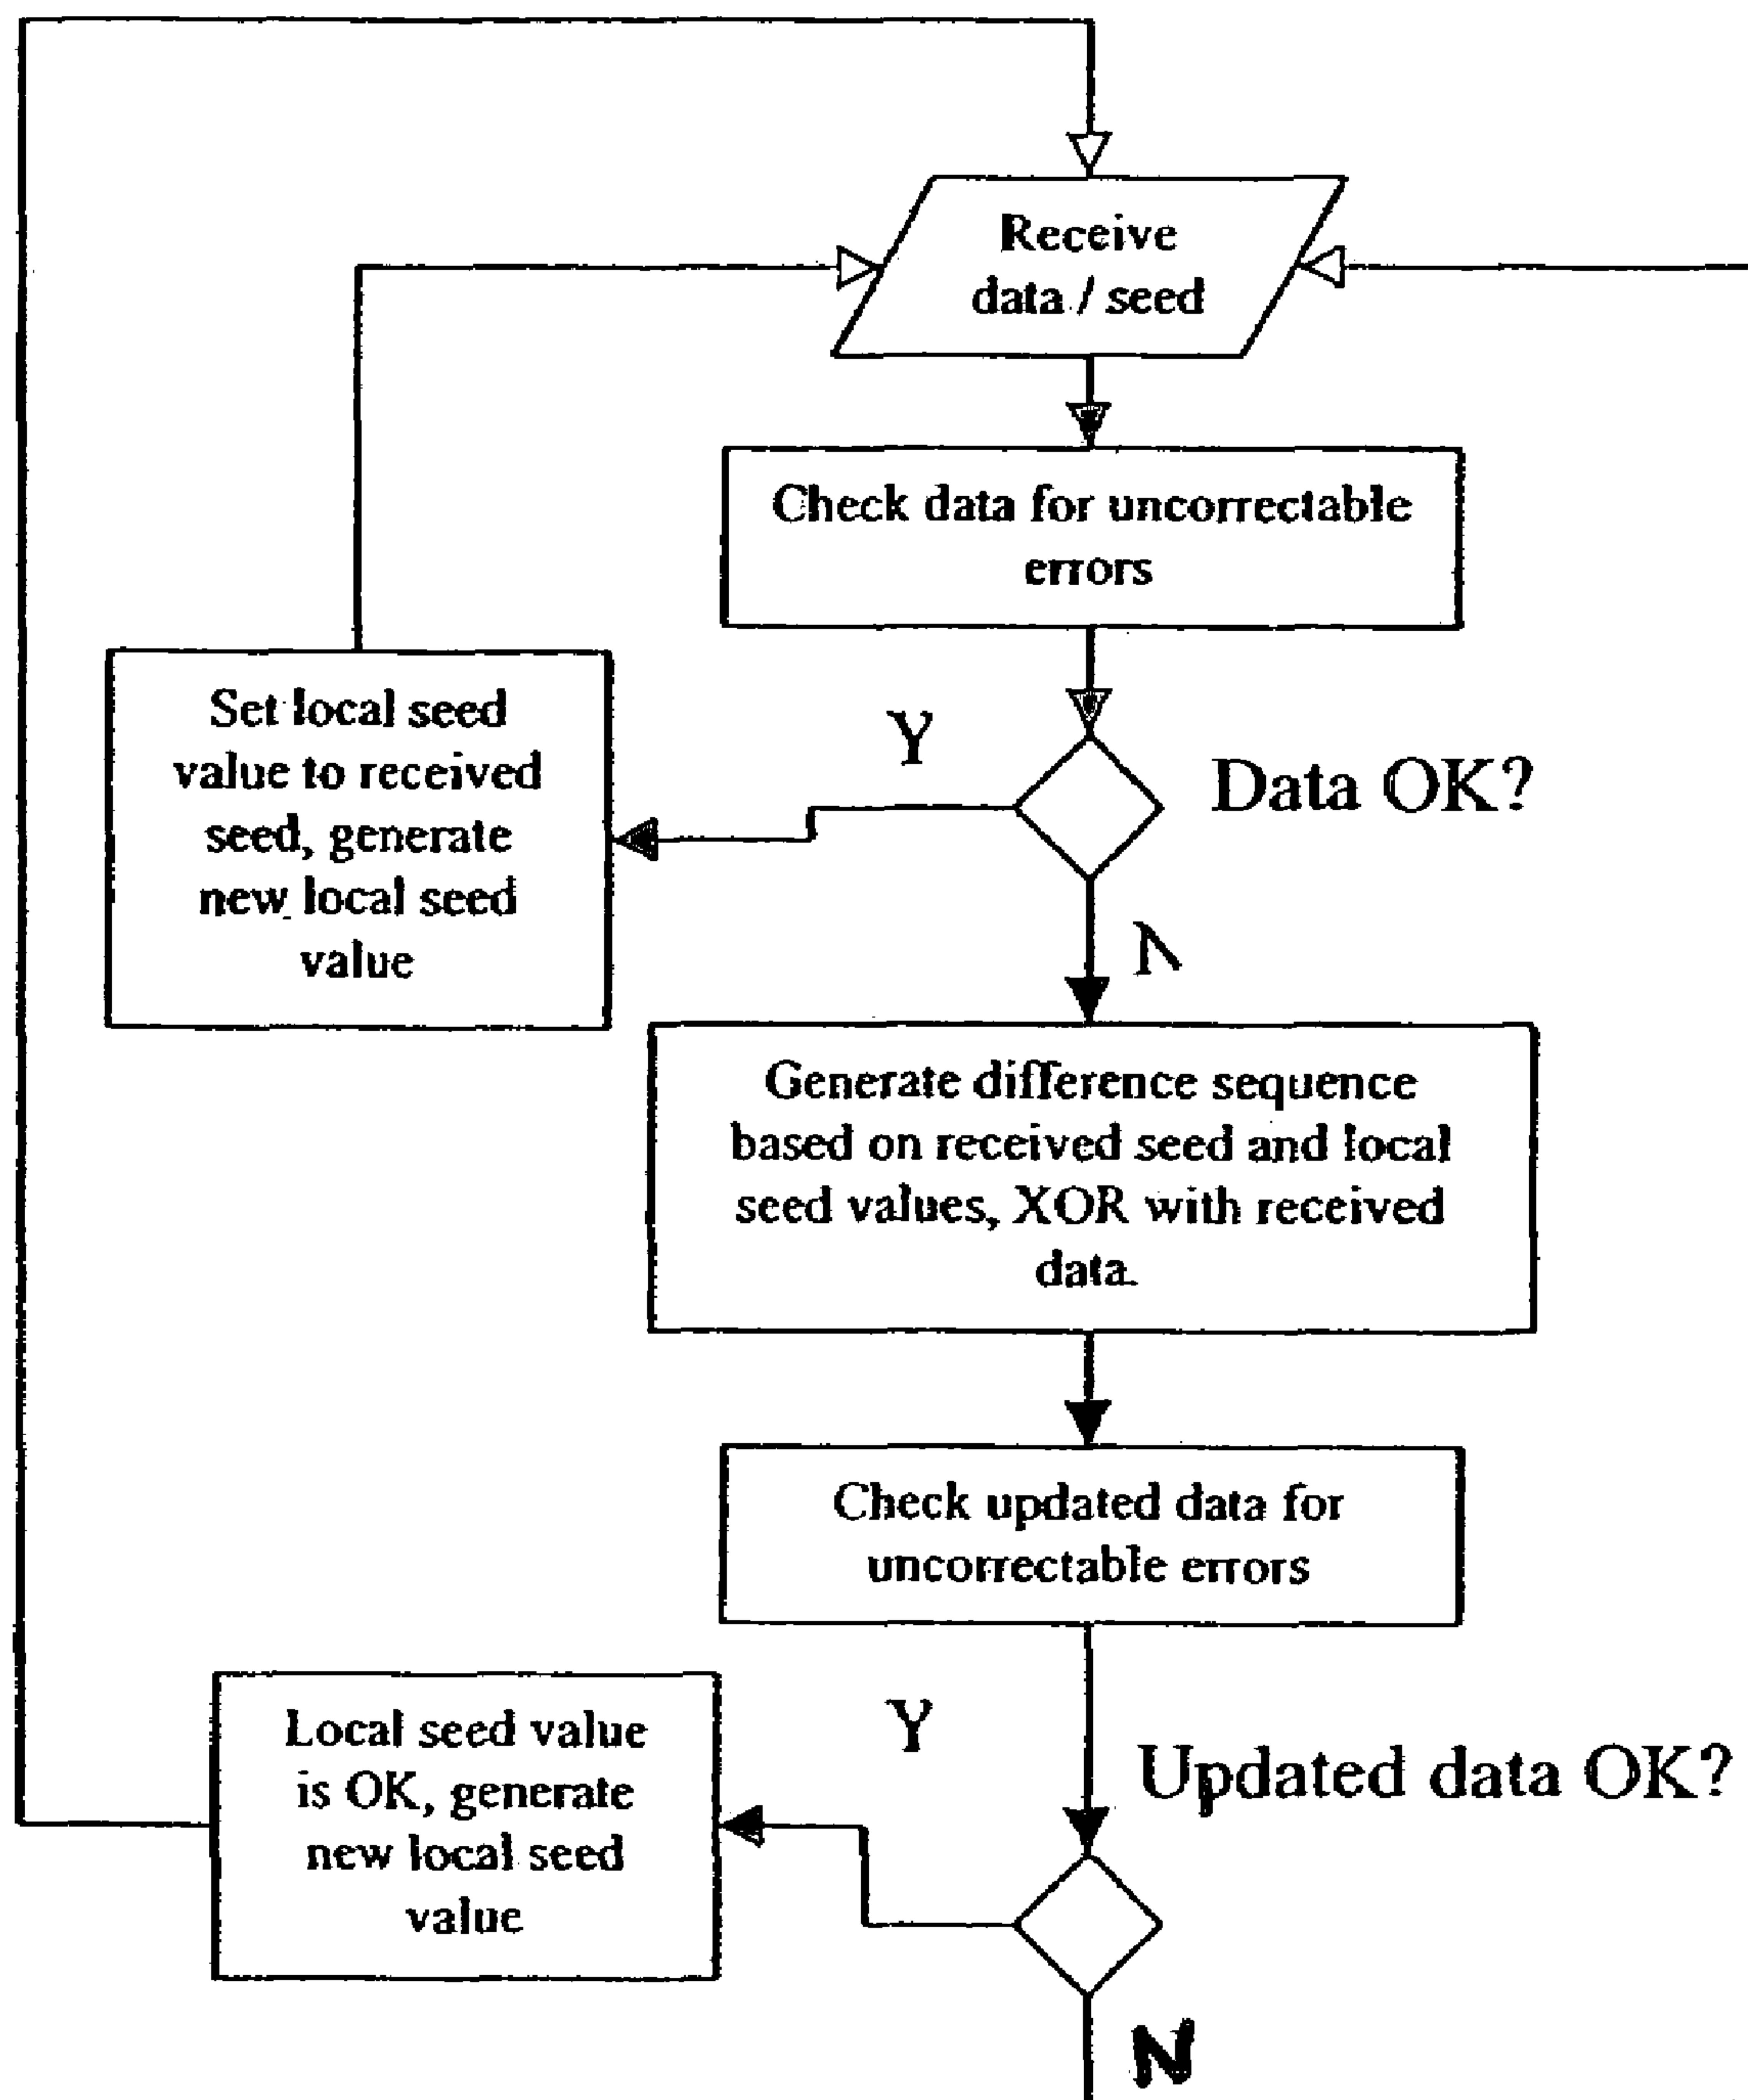 Receive
data / seed
Check data for uncorrectable
errors
Set local seed
value to received
seed, generate
new local seed
value
Y
Data OK?
N
Generate difference sequence
based on received seed and local
seed values, XOR with received
data.
Check updated data for
uncorrectable errors
Local seed value
is OK, generate
new local seed
value
Y
Updated data OK?
N